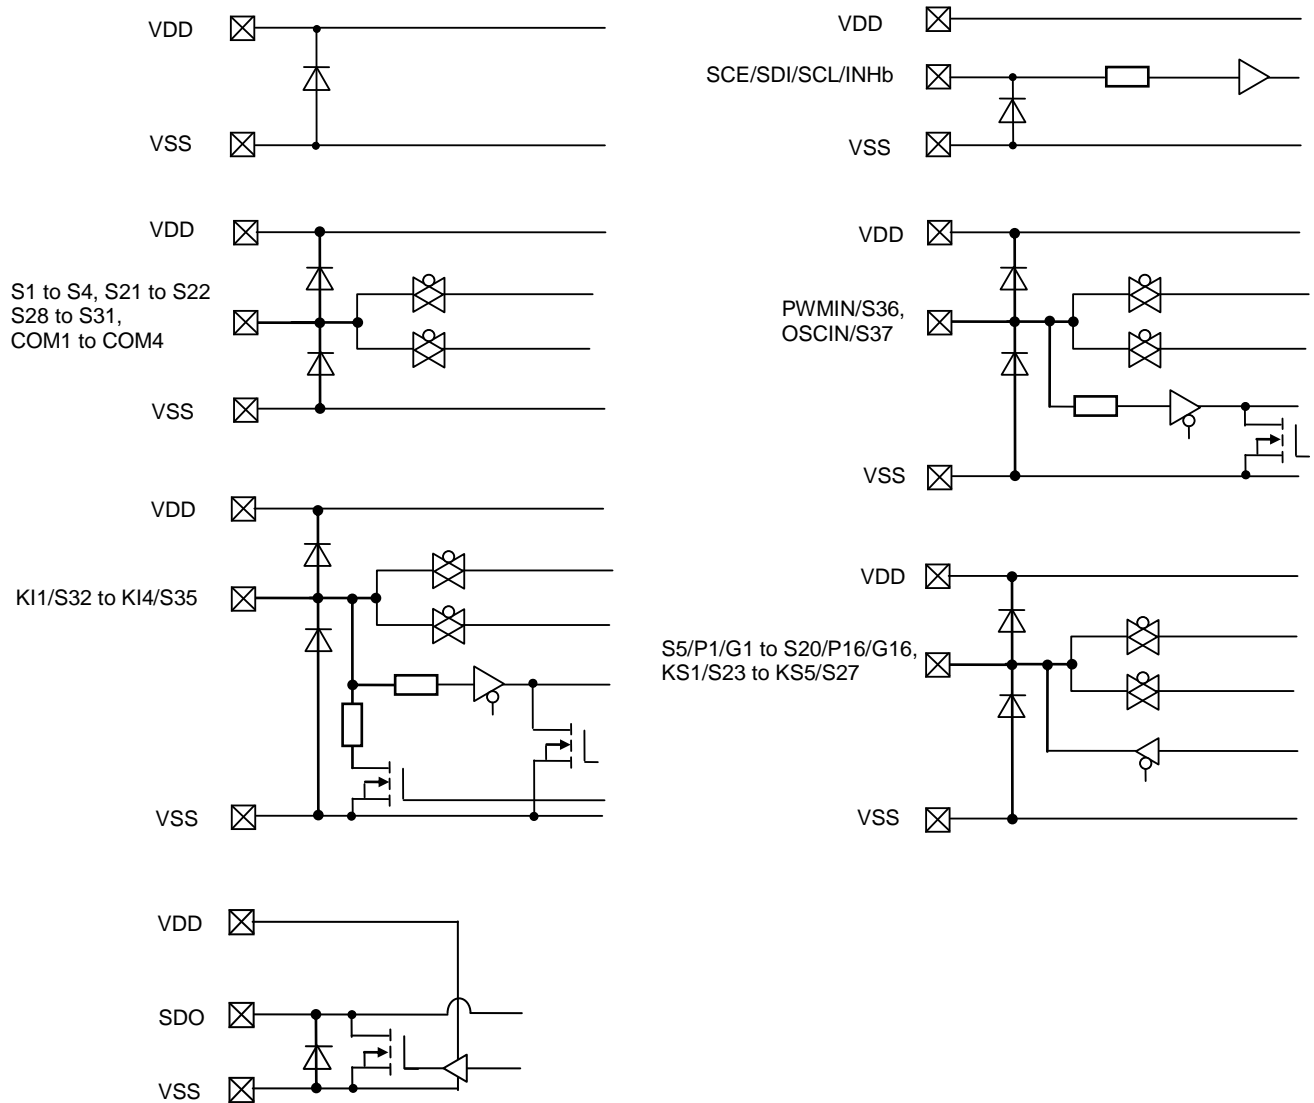 VDD
VSS
VDD
S1 to S4, S21 to S22
S28 to S31,
COM1 to COM4
VSS
VDD
KI1/S32 to KI4/S35
VSS
VDD
SDO
VSS
VDD
SCE/SDI/SCL/INHb
VSS
VDD
PWMIN/S36,
OSCIN/S37
VSS
VDD
S5/P1/G1 to S20/P16/G16,
KS1/S23 to KS5/S27
VSS